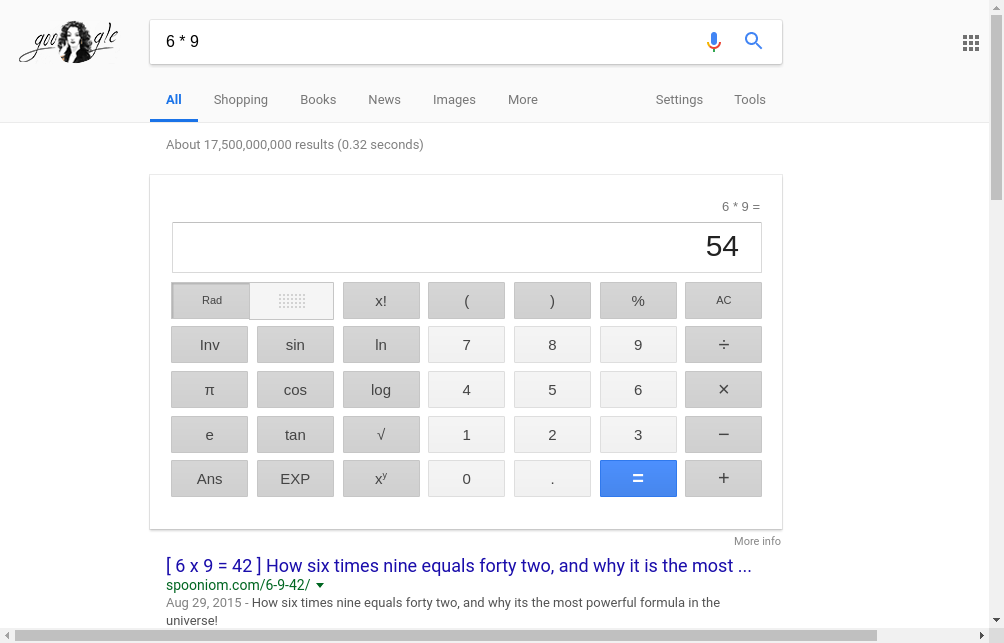 google
6 * 9
All Shopping Books News Images More Settings Tools
About 17,500,000,000 results (0.32 seconds)
6 * 9 =
54
Rad x! ( ) % AC
Inv sin ln 7 8 9 ÷
π cos log 4 5 6 ×
e tan √ 1 2 3 −
Ans EXP xʸ 0 . = +
More info
[ 6 x 9 = 42 ] How six times nine equals forty two, and why it is the most ...
spooniom.com/6-9-42/
Aug 29, 2015 - How six times nine equals forty two, and why its the most powerful formula in the
universe!